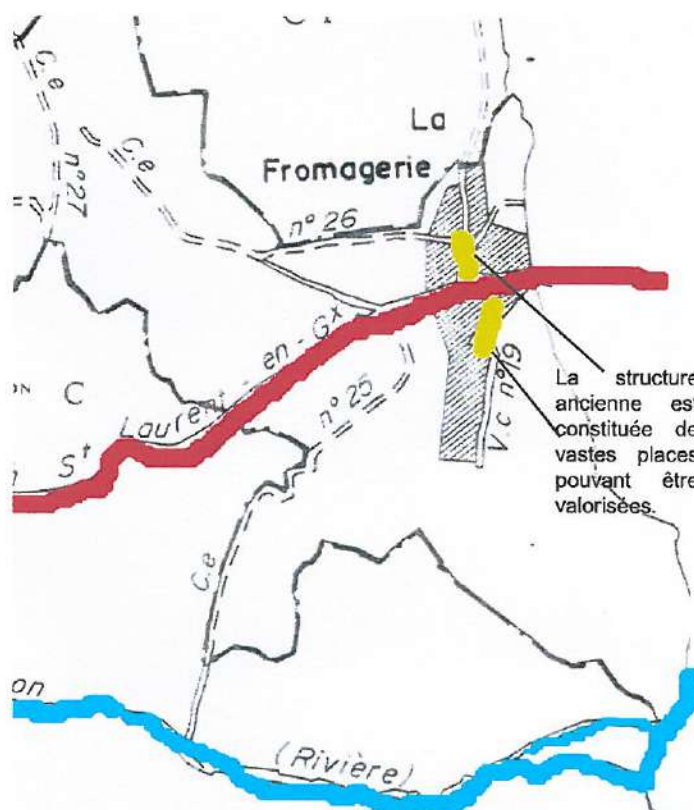 C.e
C.e
n° 27
La
Fromagerie
n° 26
C
Laurent - en - Gx
St
n° 25
V.c n° 19
La structure
ancienne est
constituée de
vastes places
pouvant être
valorisées.
C.e
(Rivière)